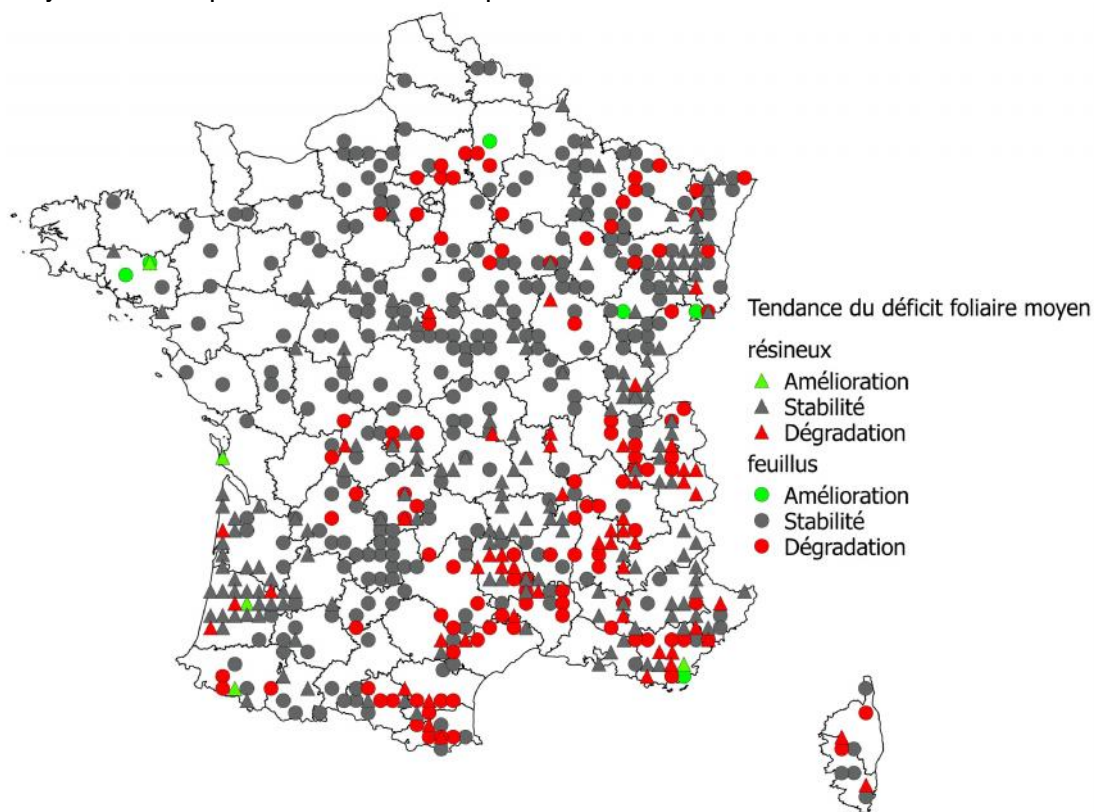 Tendance du déficit foliaire moyen
résineux
Amélioration
Stabilité
Dégradation
feuillus
Amélioration
Stabilité
Dégradation